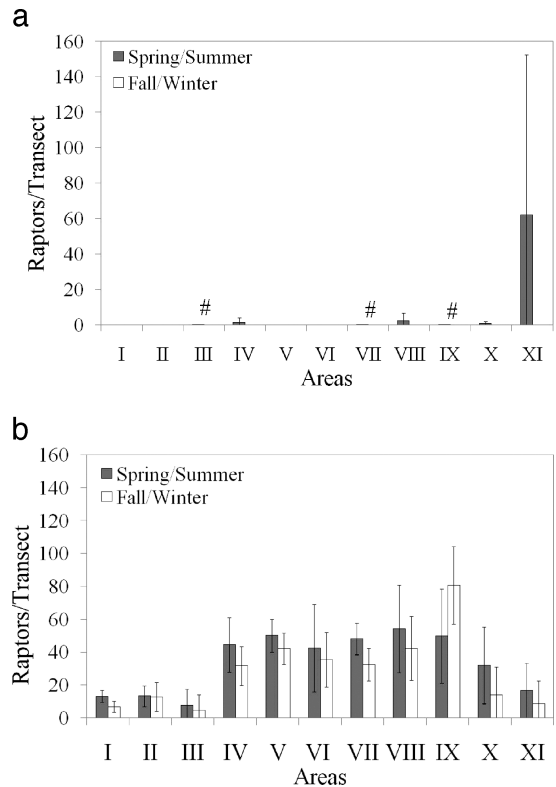 a
160
140
120
100
80
60
40
20
0
Raptors/Transect
Spring/Summer
Fall/Winter
# # #
I II III IV V VI VII VIII IX X XI
Areas
b
160
140
120
100
80
60
40
20
0
Raptors/Transect
Spring/Summer
Fall/Winter
I II III IV V VI VII VIII IX X XI
Areas